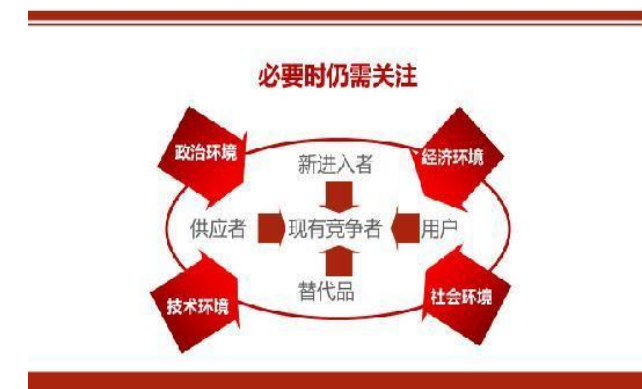 必要时仍需关注
政治环境
经济环境
新进入者
供应者
现有竞争者
用户
替代品
技术环境
社会环境